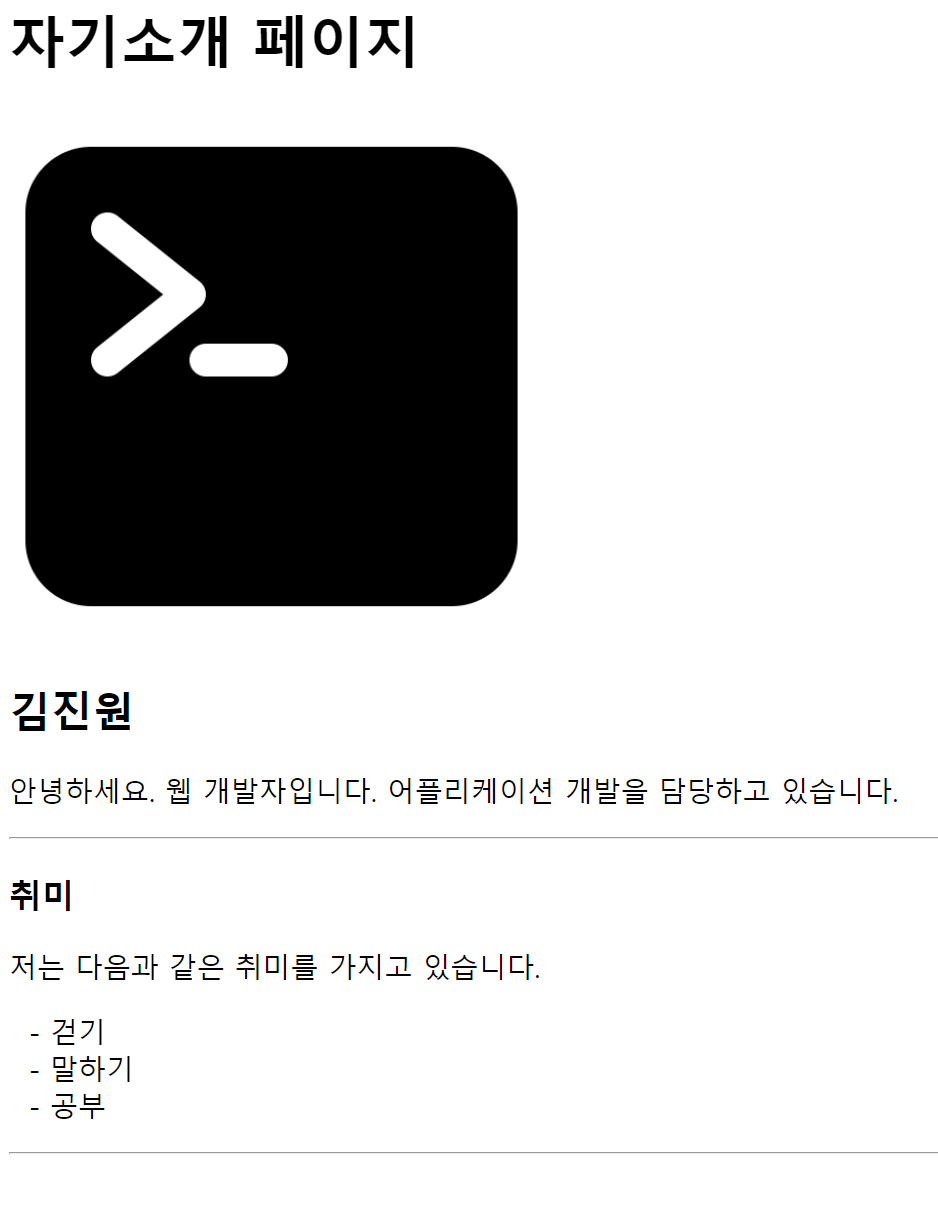 자기소개 페이지
>_
김진원
안녕하세요. 웹 개발자입니다. 어플리케이션 개발을 담당하고 있습니다.
취미
저는 다음과 같은 취미를 가지고 있습니다.
- 걷기
- 말하기
- 공부